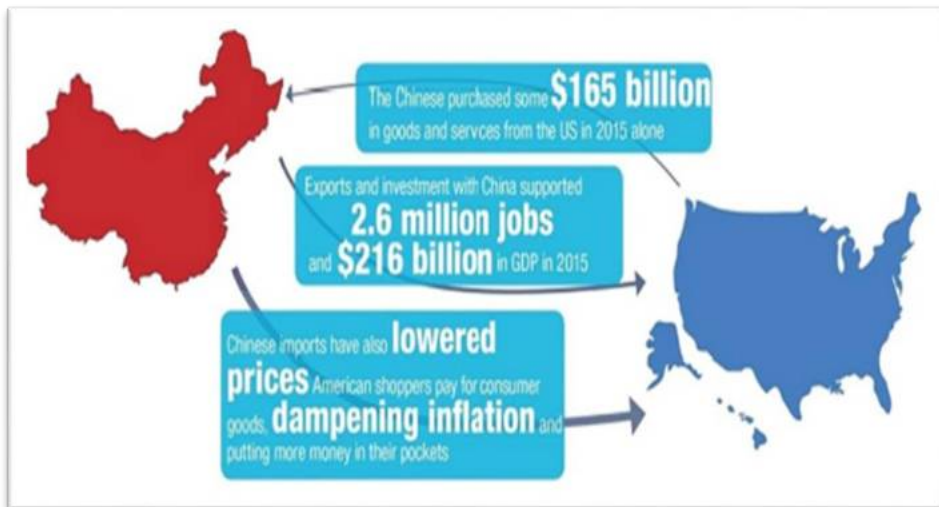 The Chinese purchased some $165 billion
in goods and servces from the US in 2015 alone
Exports and investment with China supported
2.6 million jobs
and $216 billion in GDP in 2015
Chinese imports have also lowered
prices American shoppers pay for consumer
goods, dampening inflation and
putting more money in their pockets